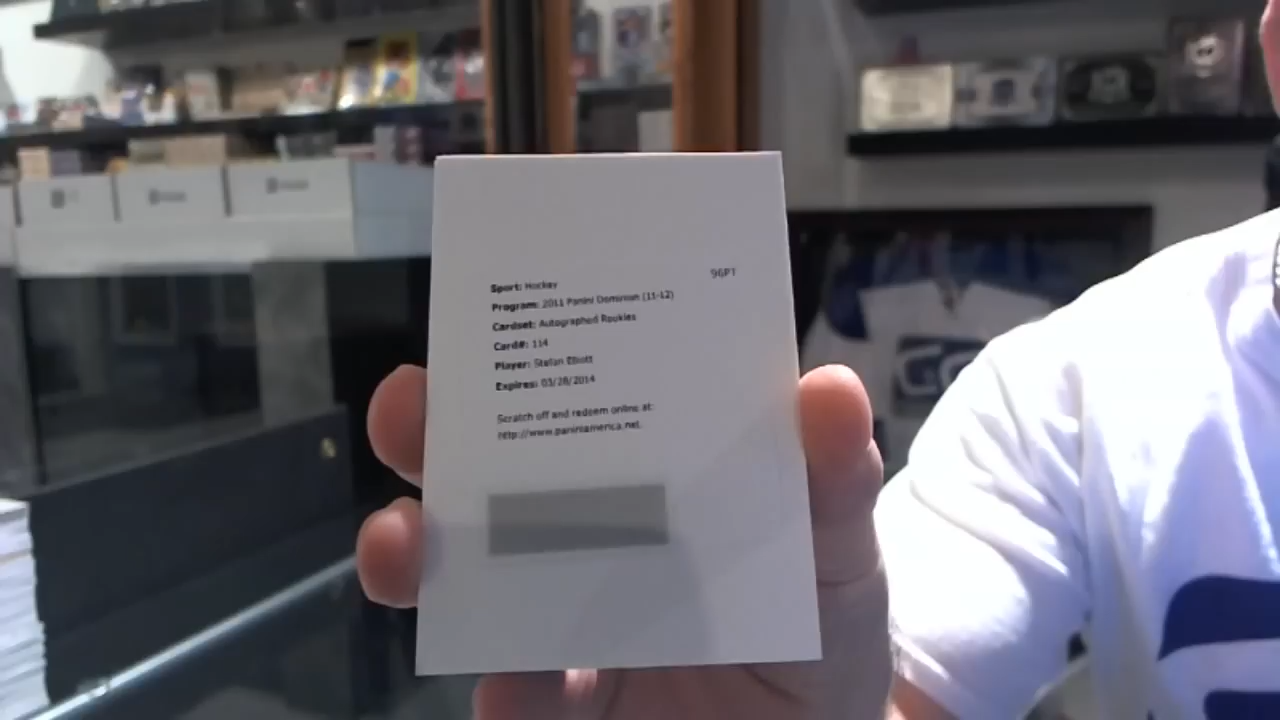 96PT
Sport: Hockey
Program: 2011 Panini Dominion (11-12)
Cardset: Autographed Rookies
Card#: 114
Player: Stefan Elliott
Expires: 03/28/2014
Scratch off and redeem online at:
http://www.paniniamerica.net.